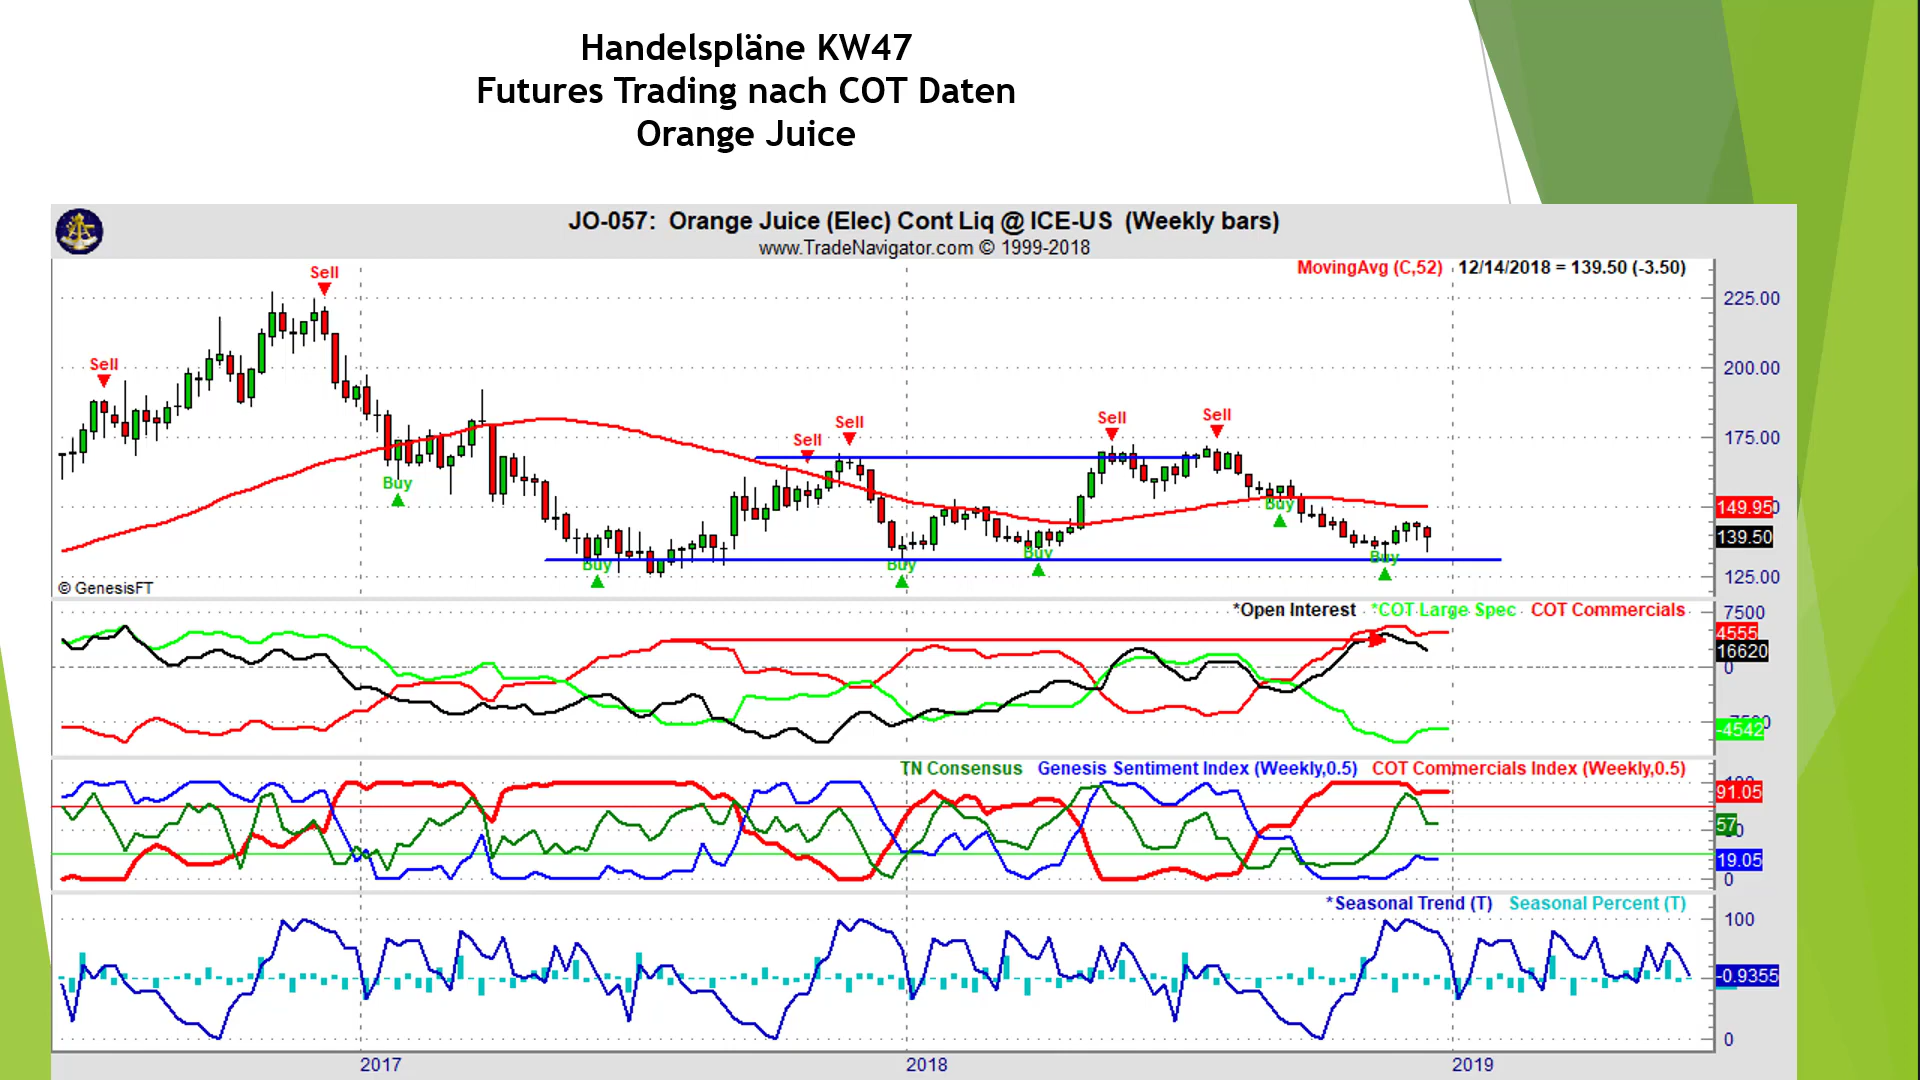 Handelspläne KW47
Futures Trading nach COT Daten
Orange Juice
JO-057: Orange Juice (Elec) Cont Liq @ ICE-US (Weekly bars)
www.TradeNavigator.com © 1999-2018
MovingAvg (C,52) 12/14/2018 = 139.50 (-3.50)
Sell
225.00
Sell
200.00
Sell
Sell
Sell
Sell
175.00
Buy
Buy
149.95
139.50
Buy
Buy
Buy
Buy
125.00
© GenesisFT
*Open Interest *COT Large Spec COT Commercials
7500
4555
16620
0
-4542
TN Consensus Genesis Sentiment Index (Weekly,0.5) COT Commercials Index (Weekly,0.5)
91.05
57
19.05
0
*Seasonal Trend (T) Seasonal Percent (T)
100
-0.9355
0
2017 2018 2019